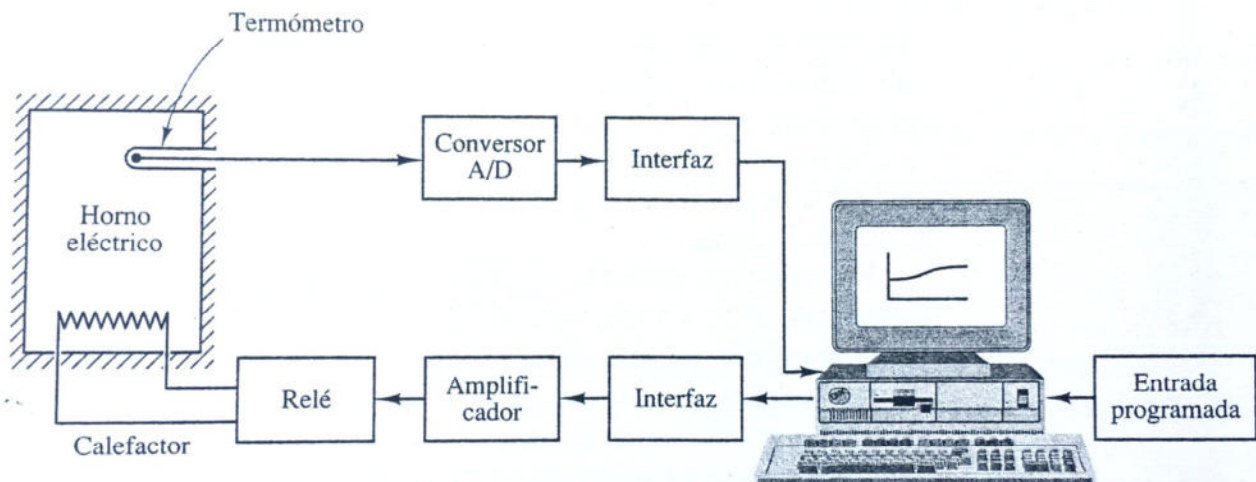 Termómetro
Conversor
A/D
Interfaz
Horno
eléctrico
Relé
Amplifi-
cador
Interfaz
Entrada
programada
Calefactor